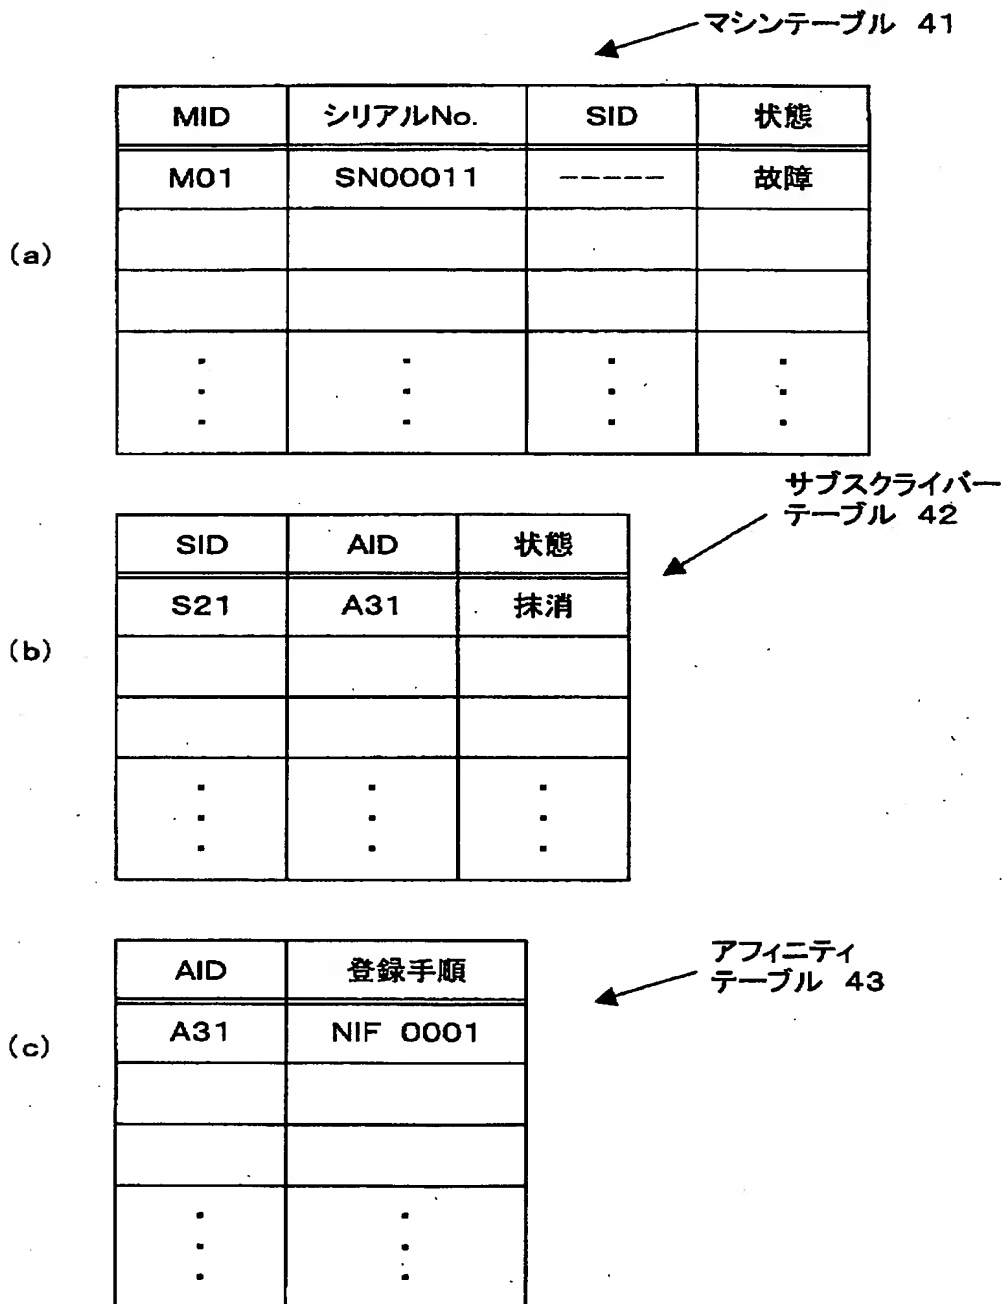 マシンテーブル 41
MID シリアルNo. SID 状態
M01 SN00011 ----- 故障
(a)
サブスクライバー
テーブル 42
SID AID 状態
S21 A31 抹消
(b)
アフィニティ
テーブル 43
AID 登録手順
A31 NIF 0001
(c)